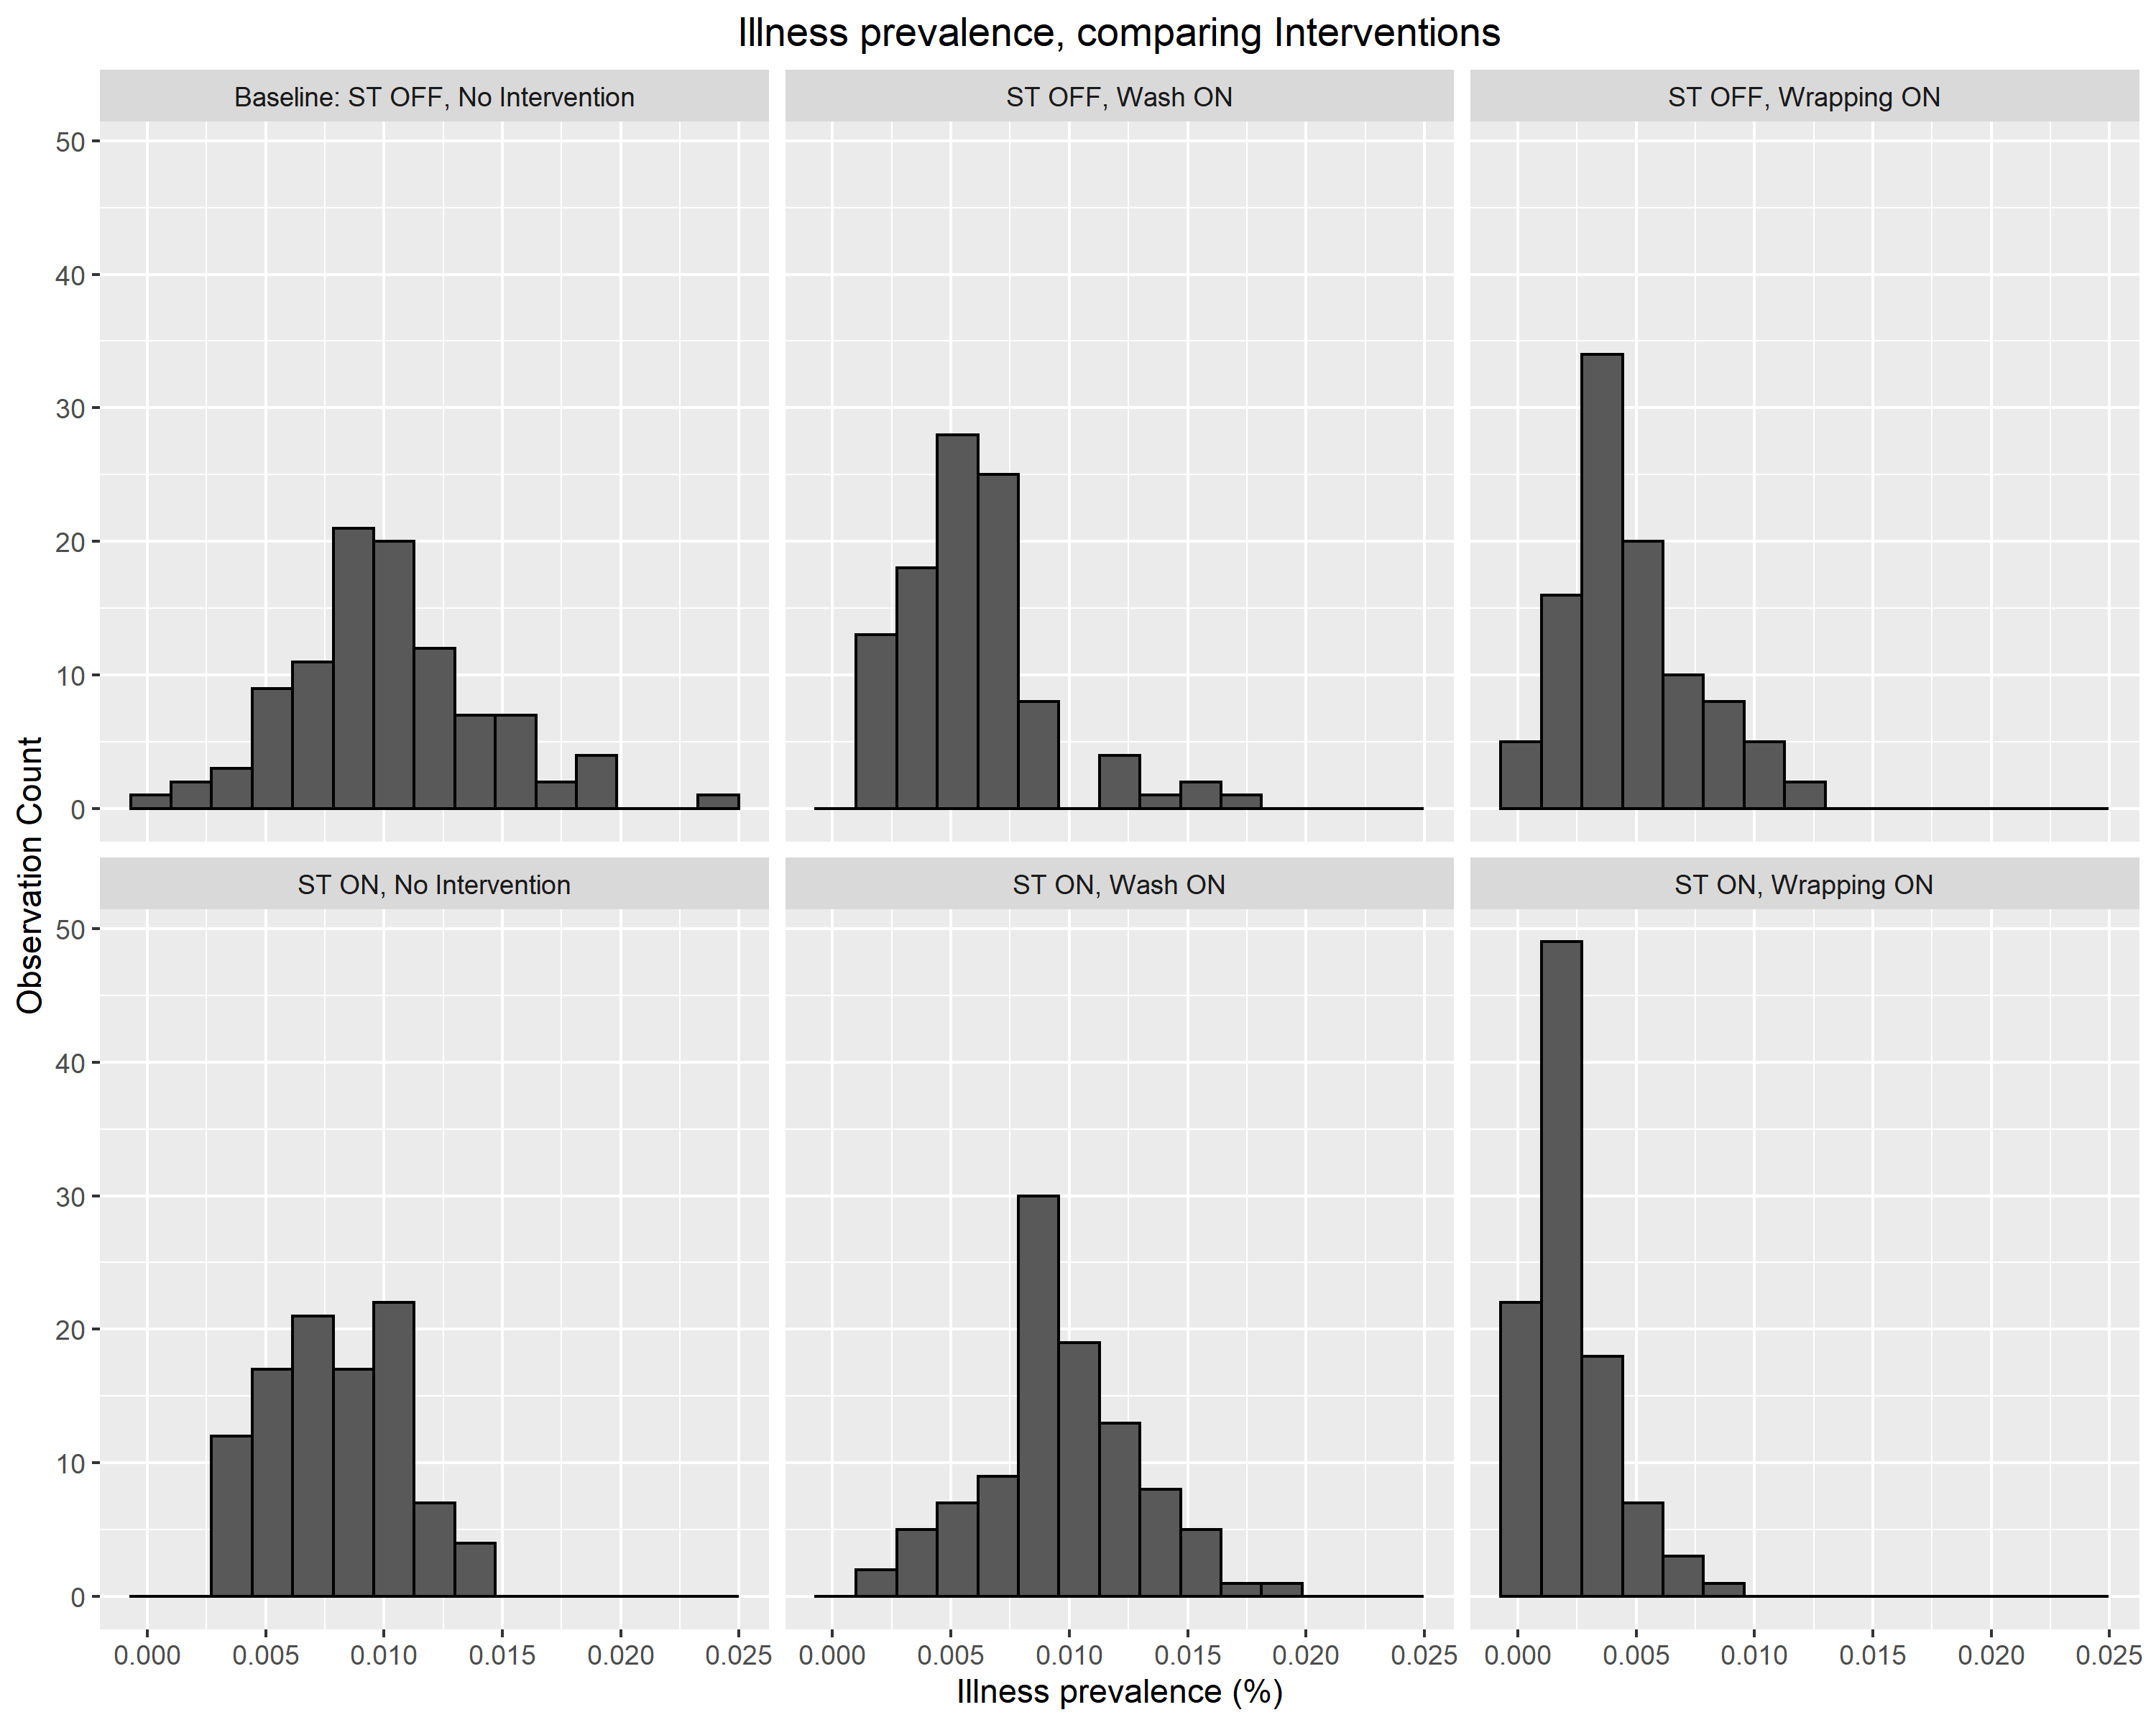 Illness prevalence, comparing Interventions
Baseline: ST OFF, No Intervention
ST OFF, Wash ON
ST OFF, Wrapping ON
50
40
30
20
10
0
ST ON, No Intervention
ST ON, Wash ON
ST ON, Wrapping ON
50
40
30
20
10
0
Observation Count
0.000 0.005 0.010 0.015 0.020 0.025
0.000 0.005 0.010 0.015 0.020 0.025
0.000 0.005 0.010 0.015 0.020 0.025
Illness prevalence (%)